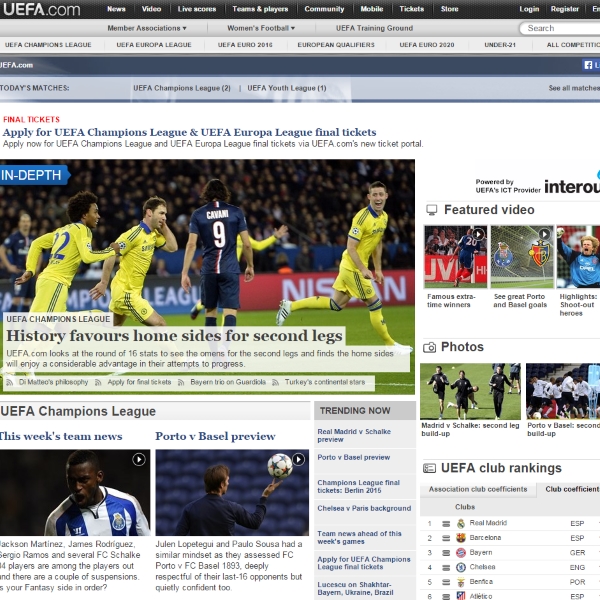 UEFA.com
News Video Live scores Teams & players Community Mobile Tickets Store Login Register
Member Associations Women's Football UEFA Training Ground Search
UEFA CHAMPIONS LEAGUE UEFA EUROPA LEAGUE UEFA EURO 2016 EUROPEAN QUALIFIERS UEFA EURO 2020 UNDER-21
UEFA.com
TODAY'S MATCHES: UEFA Champions League (2) | UEFA Youth League (1) See all matches
FINAL TICKETS
Apply for UEFA Champions League & UEFA Europa League final tickets
Apply now for UEFA Champions League and UEFA Europa League final tickets via UEFA.com's new ticket portal.
IN-DEPTH
CAVANI
9
22
UEFA CHAMPIONS LEAGUE
History favours home sides for second legs
UEFA.com looks at the round of 16 stats to see the omens for the second legs and finds the home sides
will enjoy a considerable advantage in their attempts to progress.
Di Matteo's philosophy Apply for final tickets Bayern trio on Guardiola Turkey's continental stars
Powered by
UEFA's ICT Provider
Featured video
Famous extra-time winners
See great Porto and Basel goals
Highlights: Shoot-out heroes
Photos
Madrid v Schalke: second leg build-up
Porto v Basel: second build-up
UEFA club rankings
Association club coefficients Club coefficien
Clubs
1 Real Madrid ESP
2 Barcelona ESP
3 Bayern GER
4 Chelsea ENG
5 Benfica POR
6 Atlético ESP
UEFA Champions League
This week's team news
Jackson Martínez, James Rodríguez,
Sergio Ramos and several FC Schalke
04 players are among the players out
and there are a couple of suspensions.
Is your Fantasy side in order?
Porto v Basel preview
Julen Lopetegui and Paulo Sousa had a
similar mindset as they assessed FC
Porto v FC Basel 1893, deeply
respectful of their last-16 opponents but
quietly confident too.
TRENDING NOW
Real Madrid v Schalke
preview
Porto v Basel preview
Champions League final
tickets: Berlin 2015
Chelsea v Paris background
Team news ahead of this
week's games
Apply for UEFA Champions
League final tickets
Lucescu on Shakhtar-
Bayern, Ukraine, Brazil